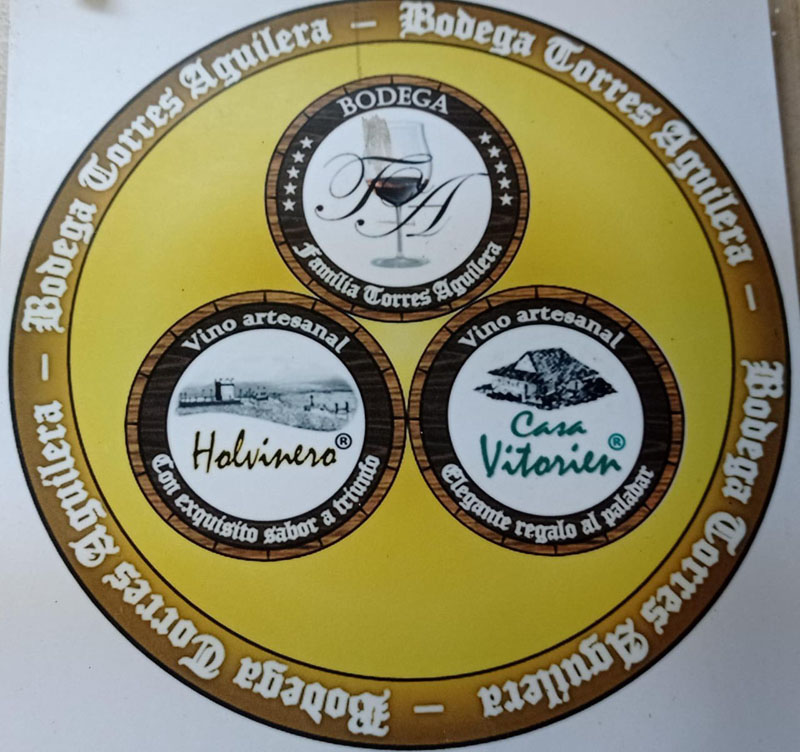 Bodega Torres Aguilera – Bodega Torres Aguilera – Bodega Torres Aguilera – Bodega Torres Aguilera –
BODEGA
TA
Familia Torres Aguilera
Vino artesanal
Holvinero®
Con exquisito sabor a triunfo
Vino artesanal
Casa
Vitorien®
Elegante regalo al paladar